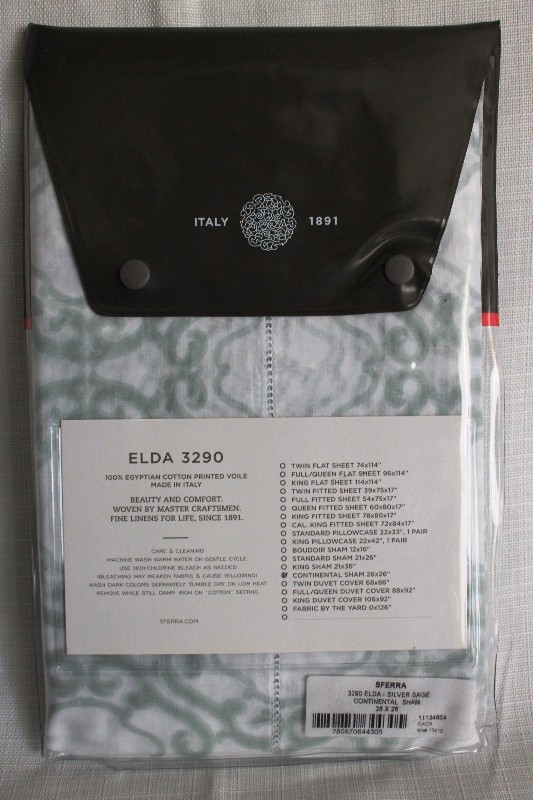 ITALY 1891
ELDA 3290
100% EGYPTIAN COTTON PRINTED VOILE
MADE IN ITALY
BEAUTY AND COMFORT.
WOVEN BY MASTER CRAFTSMEN.
FINE LINENS FOR LIFE, SINCE 1891.
CARE & CLEANING
MACHINE WASH WARM WATER ON GENTLE CYCLE.
USE NON-CHLORINE BLEACH AS NEEDED
(BLEACHING MAY WEAKEN FABRIC & CAUSE YELLOWING).
WASH DARK COLORS SEPARATELY. TUMBLE DRY ON LOW HEAT.
REMOVE WHILE STILL DAMP. IRON ON "COTTON" SETTING.
SFERRA.COM
TWIN FLAT SHEET 74x114"
FULL/QUEEN FLAT SHEET 96x114"
KING FLAT SHEET 114x114"
TWIN FITTED SHEET 39x75x17"
FULL FITTED SHEET 54x75x17"
QUEEN FITTED SHEET 60x80x17"
KING FITTED SHEET 78x80x17"
CAL. KING FITTED SHEET 72x84x17"
STANDARD PILLOWCASE 22x33", 1 PAIR
KING PILLOWCASE 22x42", 1 PAIR
BOUDOIR SHAM 12x16"
STANDARD SHAM 21x26"
KING SHAM 21x36"
CONTINENTAL SHAM 26x26"
TWIN DUVET COVER 68x86"
FULL/QUEEN DUVET COVER 88x92"
KING DUVET COVER 106x92"
FABRIC BY THE YARD 0x126"
SFERRA
3290 ELDA - SILVER SAGE
CONTINENTAL SHAM
26 X 26
EACH